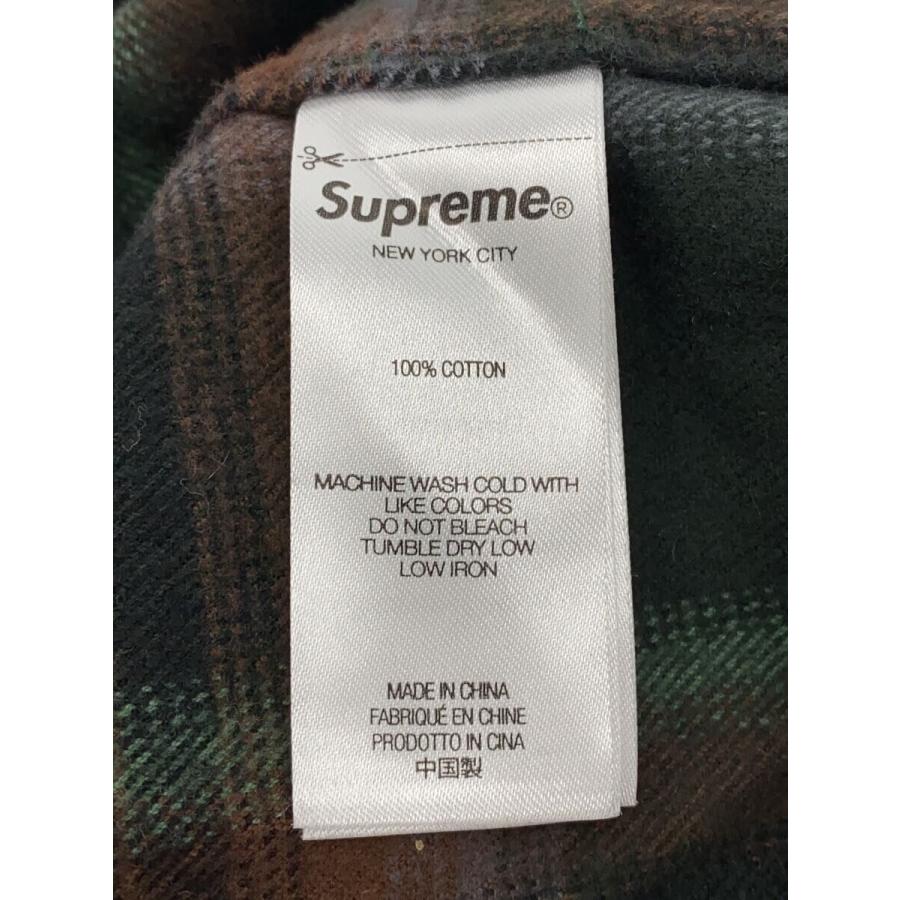 Supreme®
NEW YORK CITY
100% COTTON
MACHINE WASH COLD WITH
LIKE COLORS
DO NOT BLEACH
TUMBLE DRY LOW
LOW IRON
MADE IN CHINA
FABRIQUÉ EN CHINE
PRODOTTO IN CINA
中国製